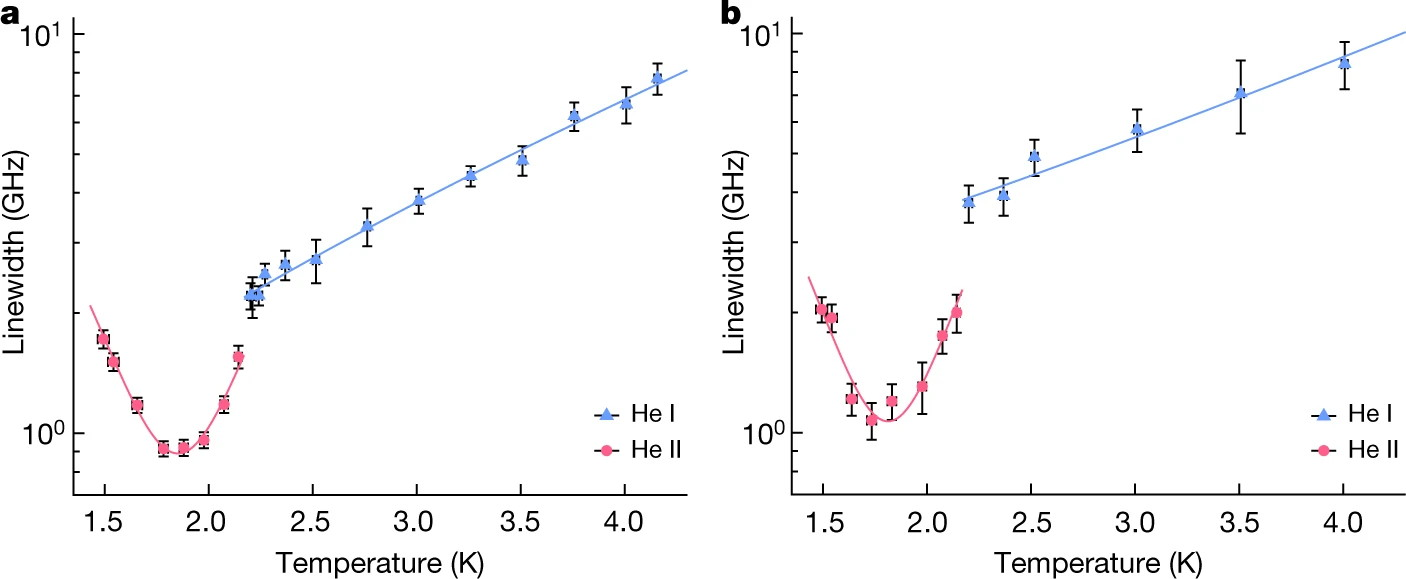 a
10¹
10⁰
Linewidth (GHz)
1.5 2.0 2.5 3.0 3.5 4.0
Temperature (K)
He I
He II
b
10¹
10⁰
Linewidth (GHz)
1.5 2.0 2.5 3.0 3.5 4.0
Temperature (K)
He I
He II